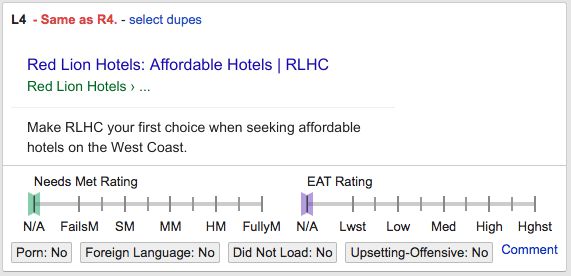 L4 - Same as R4. - select dupes
Red Lion Hotels: Affordable Hotels | RLHC
Red Lion Hotels › ...
Make RLHC your first choice when seeking affordable
hotels on the West Coast.
Needs Met Rating EAT Rating
N/A FailsM SM MM HM FullyM N/A Lwst Low Med High Hghst
Porn: No Foreign Language: No Did Not Load: No Upsetting-Offensive: No Comment